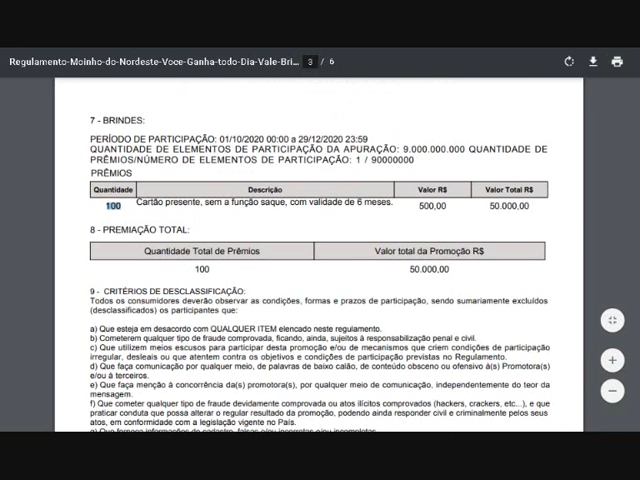 Regulamento-Moinho-do-Nordeste-Voce-Ganha-todo-Dia-Vale-Bri... 3 / 6
7 - BRINDES:
PERÍODO DE PARTICIPAÇÃO: 01/10/2020 00:00 a 29/12/2020 23:59
QUANTIDADE DE ELEMENTOS DE PARTICIPAÇÃO DA APURAÇÃO: 9.000.000.000 QUANTIDADE DE
PRÊMIOS/NÚMERO DE ELEMENTOS DE PARTICIPAÇÃO: 1 / 90000000
PRÊMIOS
Quantidade Descrição Valor R$ Valor Total R$
100 Cartão presente, sem a função saque, com validade de 6 meses. 500,00 50.000,00
8 - PREMIAÇÃO TOTAL:
Quantidade Total de Prêmios Valor total da Promoção R$
100 50.000,00
9 - CRITÉRIOS DE DESCLASSIFICAÇÃO:
Todos os consumidores deverão observar as condições, formas e prazos de participação, sendo sumariamente excluídos
(desclassificados) os participantes que:
a) Que esteja em desacordo com QUALQUER ITEM elencado neste regulamento.
b) Cometerem qualquer tipo de fraude comprovada, ficando, ainda, sujeitos à responsabilização penal e civil.
c) Que utilizem meios escusos para participar desta promoção e/ou de mecanismos que criem condições de participação
irregular, desleais ou que atentem contra os objetivos e condições de participação previstas no Regulamento.
d) Que faça comunicação por qualquer meio, de palavras de baixo calão, de conteúdo obsceno ou ofensivo à(s) Promotora(s)
e/ou à terceiros.
e) Que faça menção à concorrência da(s) promotora(s), por qualquer meio de comunicação, independentemente do teor da
mensagem.
f) Que cometer qualquer tipo de fraude devidamente comprovada ou atos ilícitos comprovados (hackers, crackers, etc...), e que
praticar conduta que possa alterar o regular resultado da promoção, podendo ainda responder civil e criminalmente pelos seus
atos, em conformidade com a legislação vigente no País.
g) Que forneça informações de cadastro, falsas e/ou incorretas e/ou incompletas.